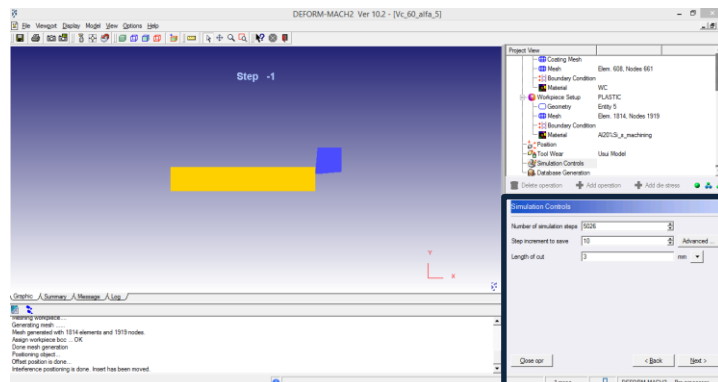 DEFORM-MACH2 Ver 10.2 - [Vc_60_alfa_5]
File Viewport Display Model View Options Help
Step -1
Project View
Coating Mesh
Mesh Elem. 608, Nodes 661
Boundary Condition
Material WC
Workpiece Setup PLASTIC
Geometry Entity 5
Mesh Elem. 1814, Nodes 1919
Boundary Condition
Material
Position
Tool Wear Usui Model
Simulation Controls
Database Generation
Delete operation Add operation Add die stress
Simulation Controls
Number of simulation steps 5026
Step increment to save 10 Advanced ...
Length of cut 3 mm
Y
X
Graphic Summary Message Log
Meshing workpiece...
Generating mesh ......
Mesh generated with 1814 elements and 1919 nodes.
Assign workpiece bcc ... OK
Done mesh generation
Positioning object...
Offset position is done...
Interference positioning is done. Insert has been moved.
Close opr < Back Next >